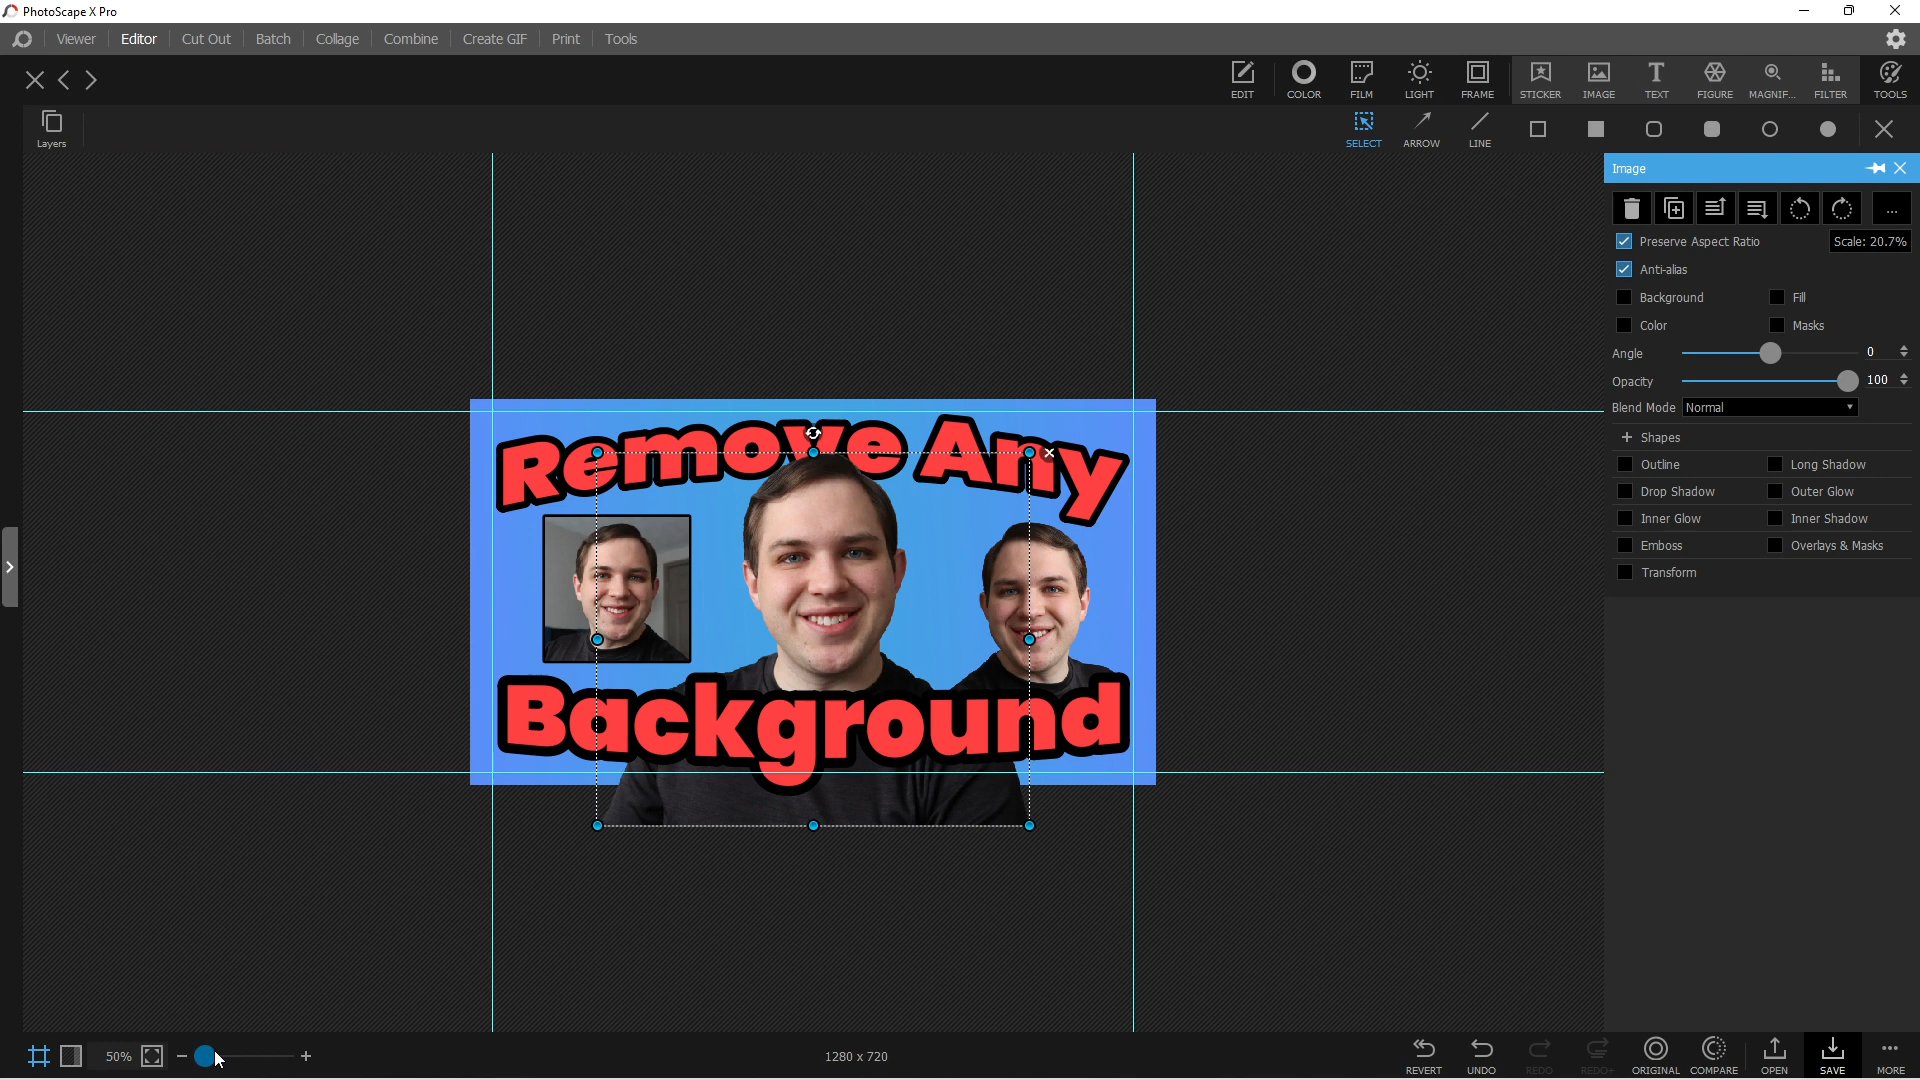 PhotoScape X Pro
Viewer Editor Cut Out Batch Collage Combine Create GIF Print Tools
EDIT COLOR FILM LIGHT FRAME STICKER IMAGE TEXT FIGURE MAGNIF... FILTER TOOLS
Layers SELECT ARROW LINE
Image
...
Preserve Aspect Ratio Scale: 20.7%
Anti-alias
Background Fill
Color Masks
Angle 0
Opacity 100
Blend Mode Normal
+ Shapes
Outline Long Shadow
Drop Shadow Outer Glow
Inner Glow Inner Shadow
Emboss Overlays & Masks
Transform
Remove Any
Background
50% 1280 x 720 REVERT UNDO REDO REDO+ ORIGINAL COMPARE OPEN SAVE MORE